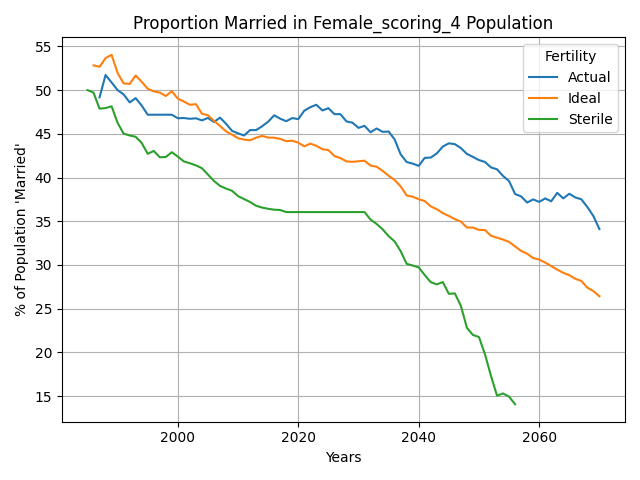 Proportion Married in Female_scoring_4 Population
Fertility
Actual
Ideal
Sterile
% of Population 'Married'
55
50
45
40
35
30
25
20
15
2000 2020 2040 2060
Years